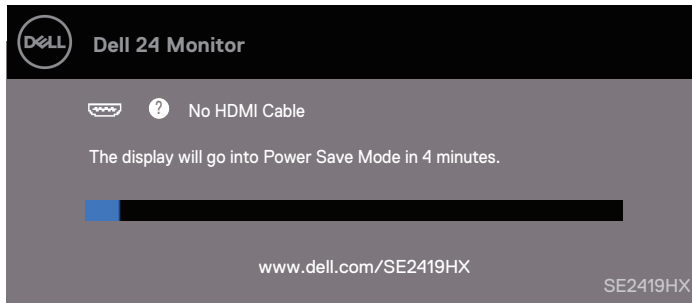 DELL
Dell 24 Monitor
? No HDMI Cable
The display will go into Power Save Mode in 4 minutes.
www.dell.com/SE2419HX
SE2419HX